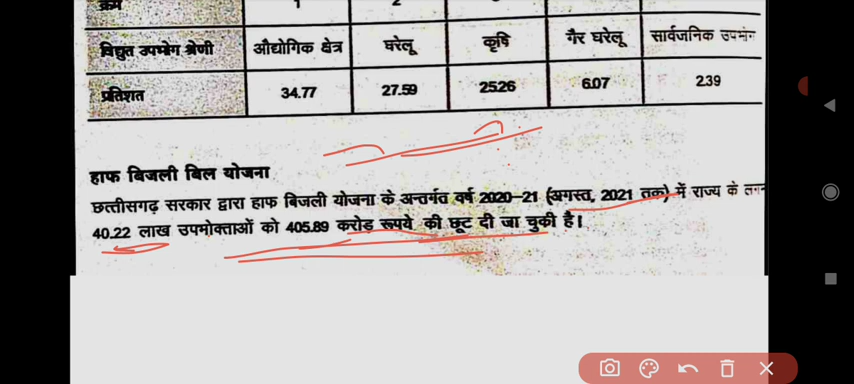 क्रम 1 2
विद्युत उपभोग श्रेणी औद्योगिक क्षेत्र घरेलू कृषि गैर घरेलू सार्वजनिक उपभोग
प्रतिशत 34.77 27.59 25.26 6.07 2.39
हाफ बिजली बिल योजना
छत्तीसगढ़ सरकार द्वारा हाफ बिजली योजना के अन्तर्गत वर्ष 2020-21 (अगस्त, 2021 तक) में राज्य के
40.22 लाख उपभोक्ताओं को 405.89 करोड़ रूपये की छूट दी जा चुकी है।